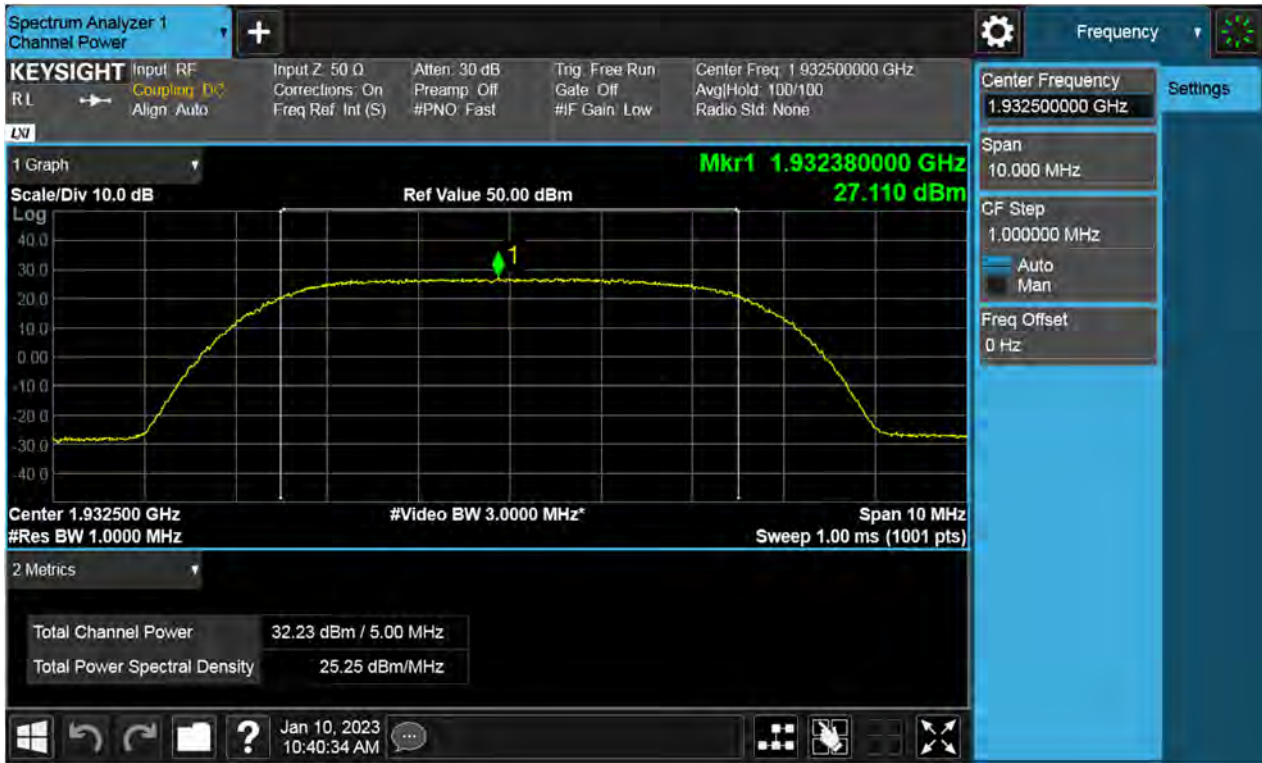 Spectrum Analyzer 1
Channel Power
+
Frequency
KEYSIGHT
RL
LXI
Input: RF
Coupling: DC
Align: Auto
Input Z: 50 Ω
Corrections: On
Freq Ref: Int (S)
Atten: 30 dB
Preamp: Off
#PNO: Fast
Trig: Free Run
Gate: Off
#IF Gain: Low
Center Freq: 1.932500000 GHz
Avg|Hold: 100/100
Radio Std: None
Center Frequency
1.932500000 GHz
Settings
Span
10.000 MHz
CF Step
1.000000 MHz
Auto
Man
Freq Offset
0 Hz
1 Graph
Mkr1 1.932380000 GHz
27.110 dBm
Scale/Div 10.0 dB
Ref Value 50.00 dBm
Log
40.0
30.0
20.0
10.0
0.00
-10.0
-20.0
-30.0
-40.0
1
Center 1.932500 GHz
#Video BW 3.0000 MHz*
Span 10 MHz
#Res BW 1.0000 MHz
Sweep 1.00 ms (1001 pts)
2 Metrics
Total Channel Power
32.23 dBm / 5.00 MHz
Total Power Spectral Density
25.25 dBm/MHz
?
Jan 10, 2023
10:40:34 AM